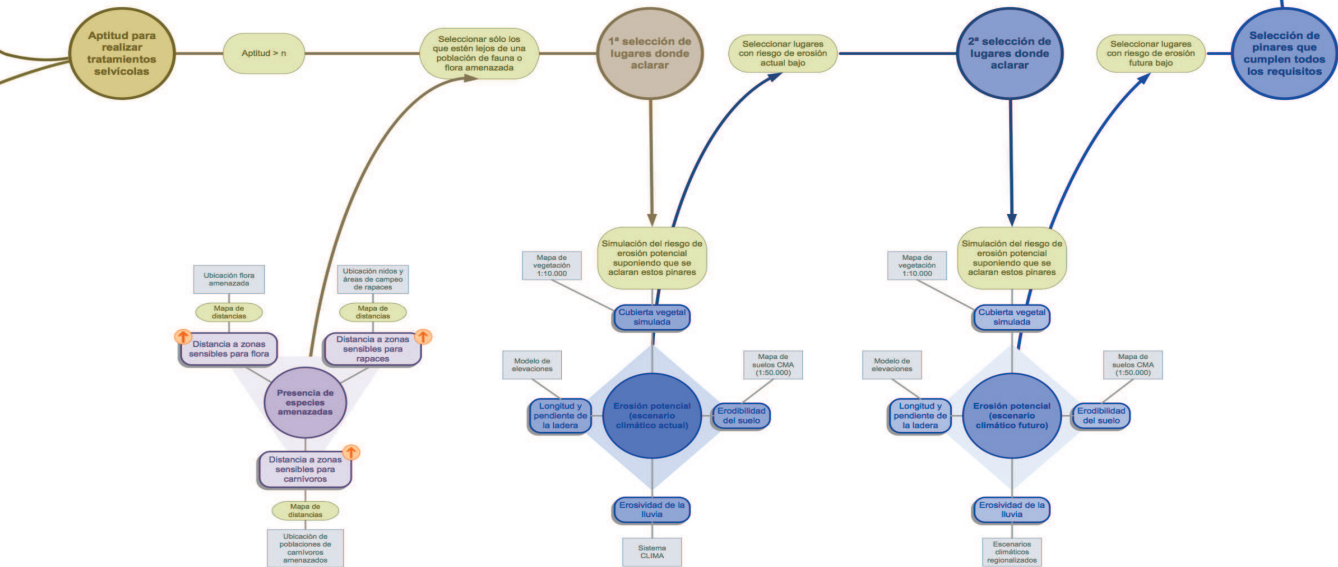 Aptitud para
realizar
tratamientos
selvícolas
Aptitud > n
Seleccionar sólo los
que estén lejos de una
población de fauna o
flora amenazada
1ª selección de
lugares donde
aclarar
Seleccionar lugares
con riesgo de erosión
actual bajo
2ª selección de
lugares donde
aclarar
Seleccionar lugares
con riesgo de erosión
futura bajo
Selección de
pinares que
cumplen todos
los requisitos
Ubicación flora
amenazada
Mapa de
distancias
Distancia a zonas
sensibles para flora
Ubicación nidos y
áreas de campeo
de rapaces
Mapa de
distancias
Distancia a zonas
sensibles para
rapaces
Presencia de
especies
amenazadas
Distancia a zonas
sensibles para
carnívoros
Mapa de
distancias
Ubicación de
poblaciones de
carnívoros
amenazados
Simulación del riesgo de
erosión potencial
suponiendo que se
aclaran estos pinares
Mapa de
vegetación
1:10.000
Cubierta vegetal
simulada
Modelo de
elevaciones
Mapa de
suelos CMA
(1:50.000)
Longitud y
pendiente de
la ladera
Erosión potencial
(escenario
climático actual)
Erodibilidad
del suelo
Erosividad de la
lluvia
Sistema
CLIMA
Simulación del riesgo de
erosión potencial
suponiendo que se
aclaran estos pinares
Mapa de
vegetación
1:10.000
Cubierta vegetal
simulada
Modelo de
elevaciones
Mapa de
suelos CMA
(1:50.000)
Longitud y
pendiente de
la ladera
Erosión potencial
(escenario
climático futuro)
Erodibilidad
del suelo
Erosividad de la
lluvia
Escenarios
climáticos
regionalizados